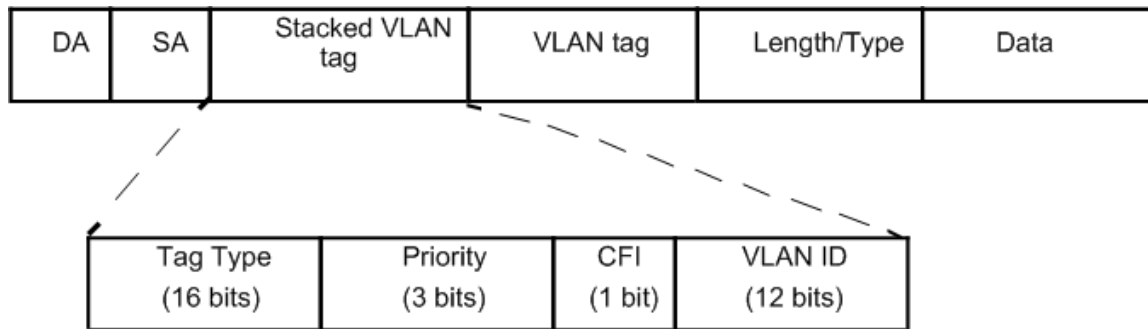 DA SA Stacked VLAN tag VLAN tag Length/Type Data
Tag Type Priority CFI VLAN ID
(16 bits) (3 bits) (1 bit) (12 bits)